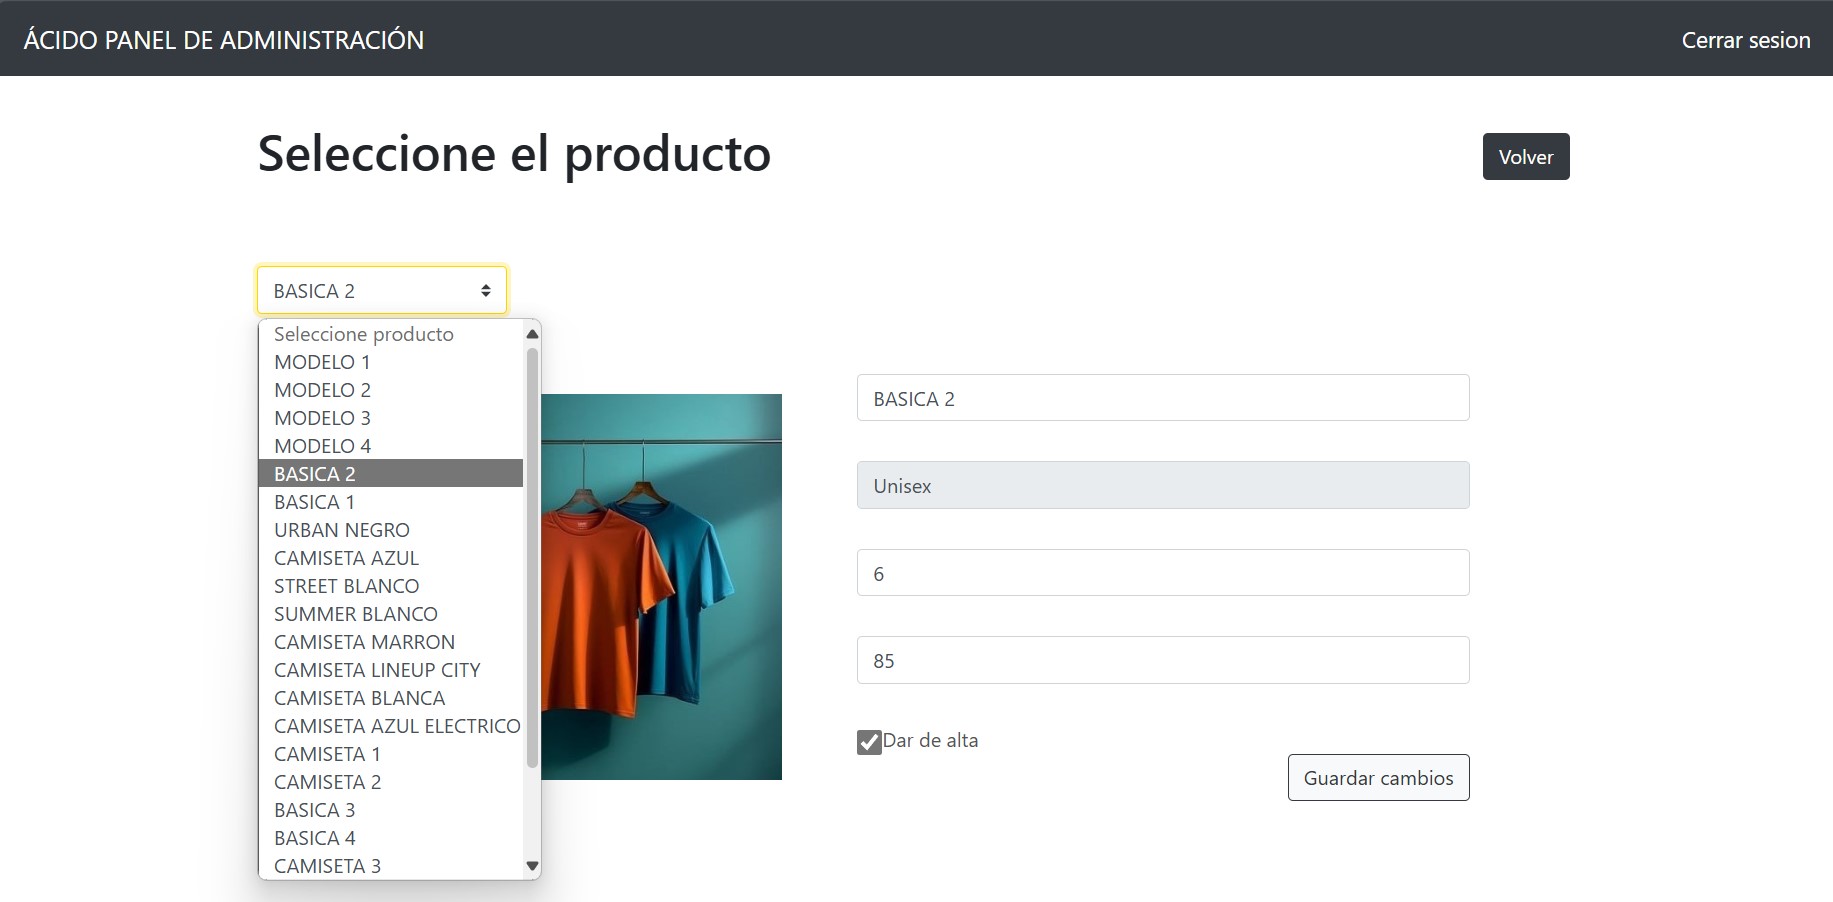 ÁCIDO PANEL DE ADMINISTRACIÓN
Cerrar sesion
Seleccione el producto
Volver
BASICA 2
Seleccione producto
MODELO 1
MODELO 2
MODELO 3
MODELO 4
BASICA 2
BASICA 1
URBAN NEGRO
CAMISETA AZUL
STREET BLANCO
SUMMER BLANCO
CAMISETA MARRON
CAMISETA LINEUP CITY
CAMISETA BLANCA
CAMISETA AZUL ELECTRICO
CAMISETA 1
CAMISETA 2
BASICA 3
BASICA 4
CAMISETA 3
BASICA 2
Unisex
6
85
Dar de alta
Guardar cambios